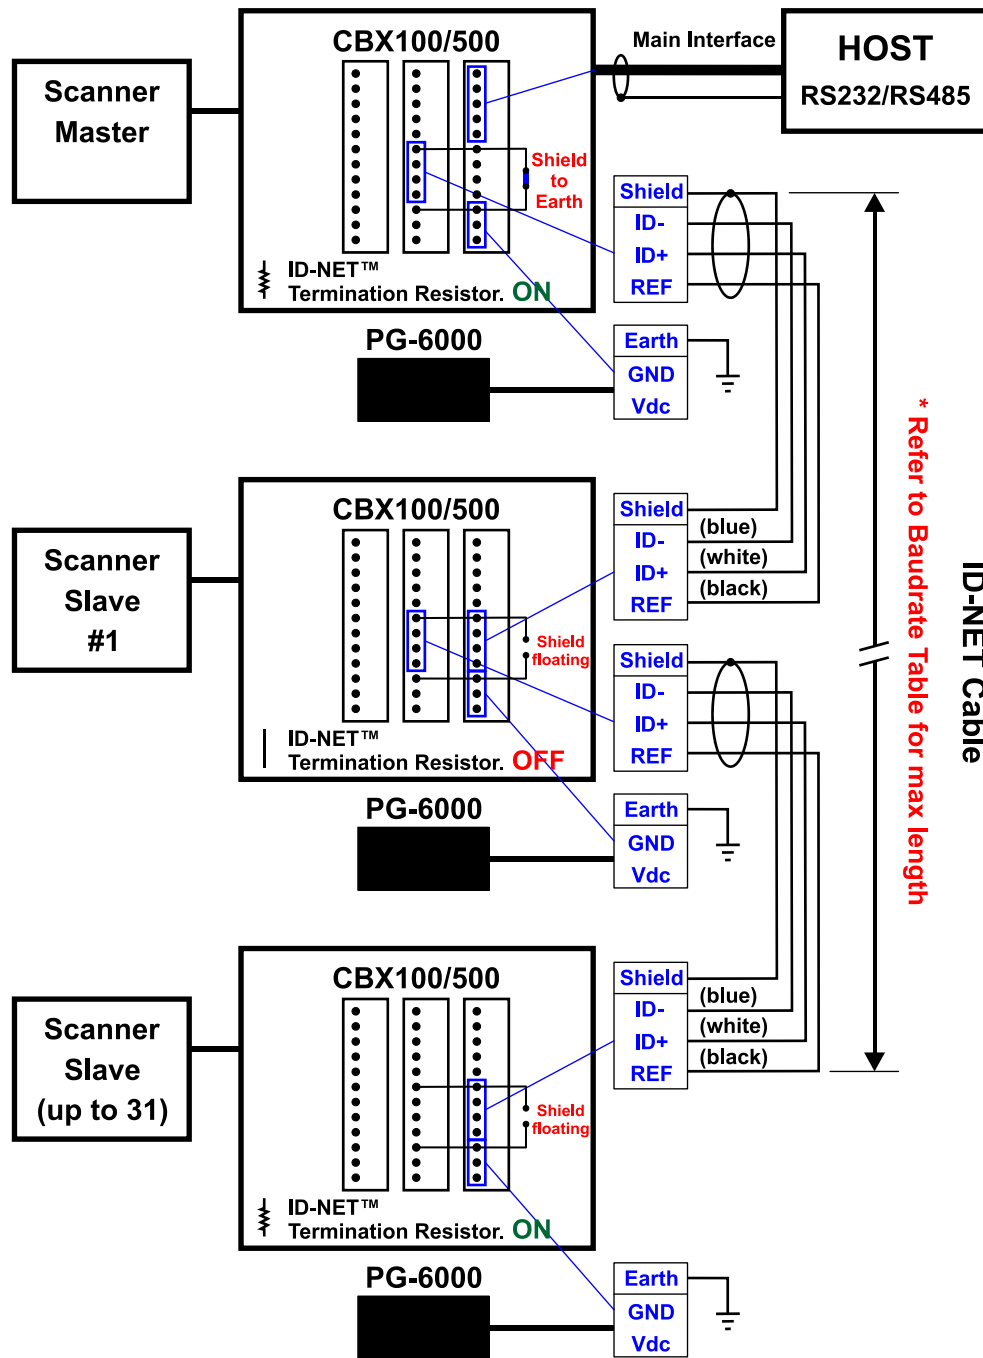 CBX100/500
Main Interface
HOST
RS232/RS485
Scanner
Master
Shield
to
Earth
ID-NET™
Termination Resistor. ON
Shield
ID-
ID+
REF
PG-6000
Earth
GND
Vdc
CBX100/500
Scanner
Slave
#1
Shield
floating
ID-NET™
Termination Resistor. OFF
Shield
(blue)
ID-
(white)
ID+
(black)
REF
Shield
ID-
ID+
REF
PG-6000
Earth
GND
Vdc
CBX100/500
Scanner
Slave
(up to 31)
Shield
floating
ID-NET™
Termination Resistor. ON
Shield
(blue)
ID-
(white)
ID+
(black)
REF
PG-6000
Earth
GND
Vdc
ID-NET Cable
* Refer to Baudrate Table for max length